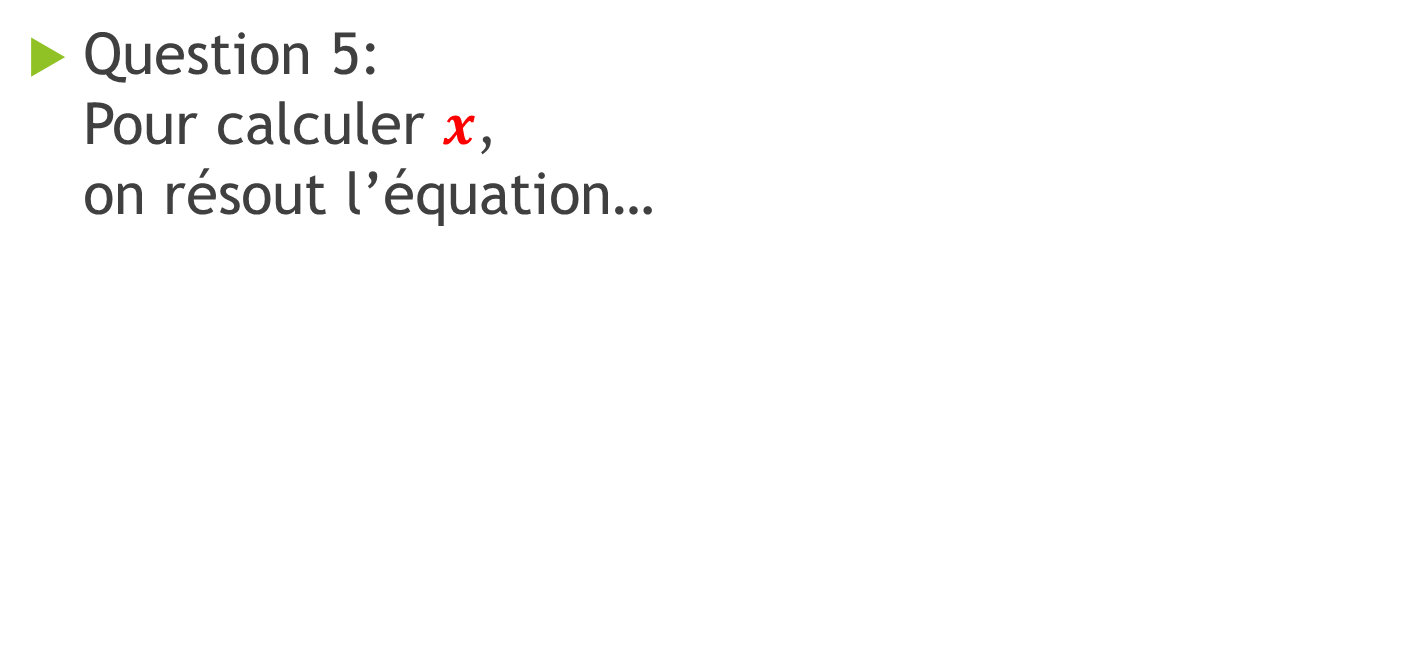 Question 5:
Pour calculer x,
on résout l’équation…